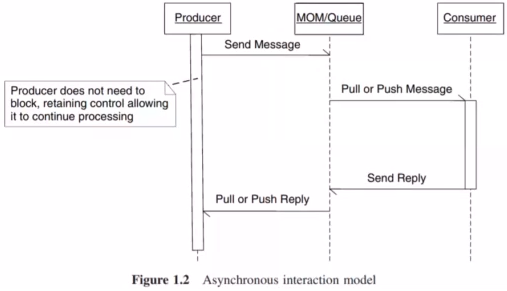 Producer
MOM/Queue
Consumer
Send Message
Producer does not need to
block, retaining control allowing
it to continue processing
Pull or Push Message
Send Reply
Pull or Push Reply
Figure 1.2 Asynchronous interaction model